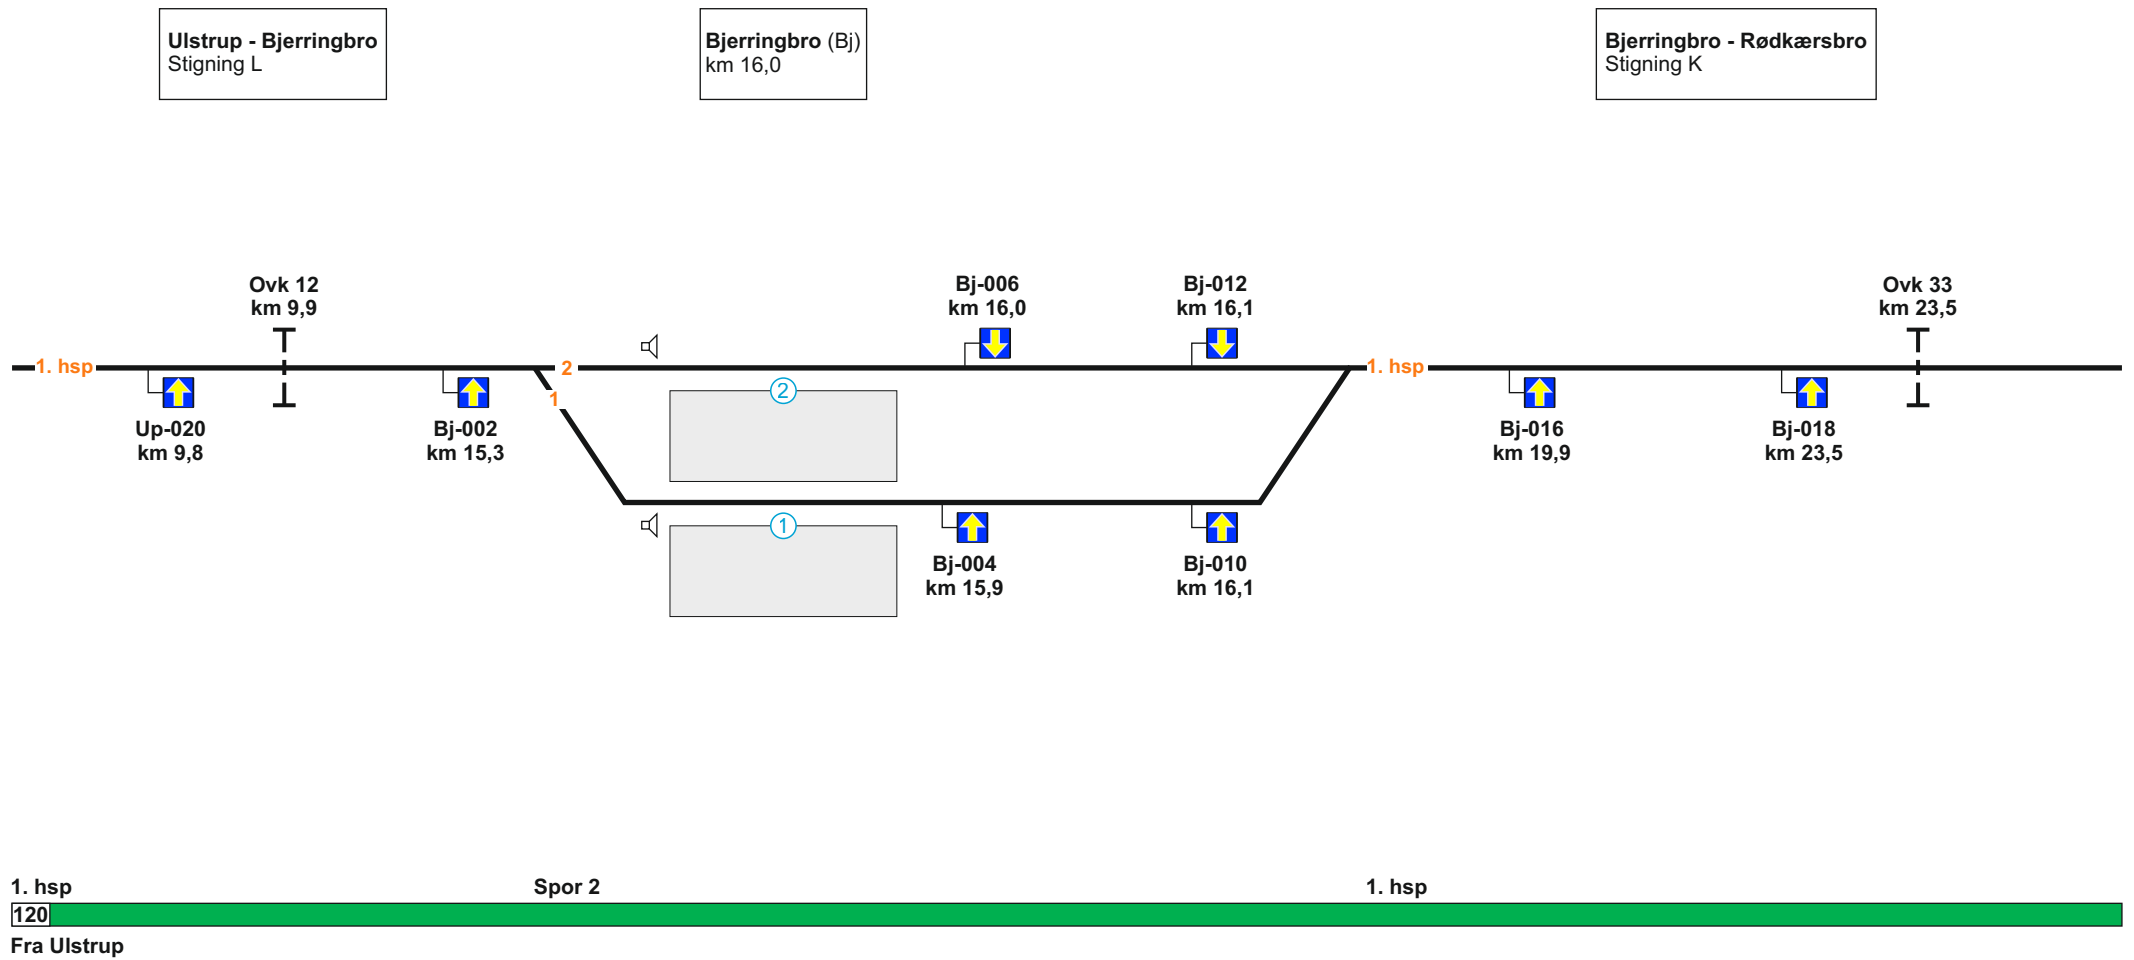 Ulstrup - Bjerringbro
Stigning L
Bjerringbro (Bj)
km 16,0
Bjerringbro - Rødkærsbro
Stigning K
Ovk 12
km 9,9
Bj-006
km 16,0
Bj-012
km 16,1
Ovk 33
km 23,5
1. hsp
2
1. hsp
1
2
Up-020
km 9,8
Bj-002
km 15,3
Bj-016
km 19,9
Bj-018
km 23,5
1
Bj-004
km 15,9
Bj-010
km 16,1
1. hsp
Spor 2
1. hsp
120
Fra Ulstrup